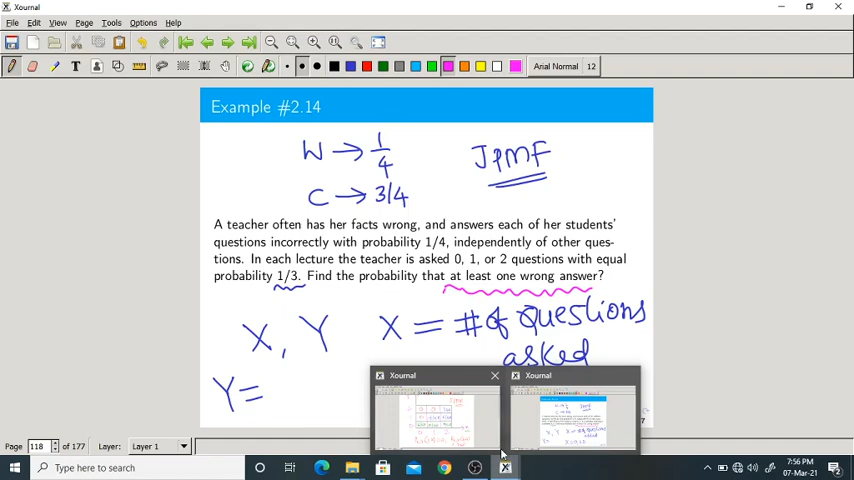 Xournal
File Edit View Page Tools Options Help
Arial Normal 12
Example #2.14
W → 1/4
JPMF
C → 3/4
A teacher often has her facts wrong, and answers each of her students'
questions incorrectly with probability 1/4, independently of other ques-
tions. In each lecture the teacher is asked 0, 1, or 2 questions with equal
probability 1/3. Find the probability that at least one wrong answer?
X, Y X = # of Questions
asked
Y=
Xournal
Xournal
Page 118 of 177 Layer: Layer 1
Type here to search
7:56 PM
07-Mar-21